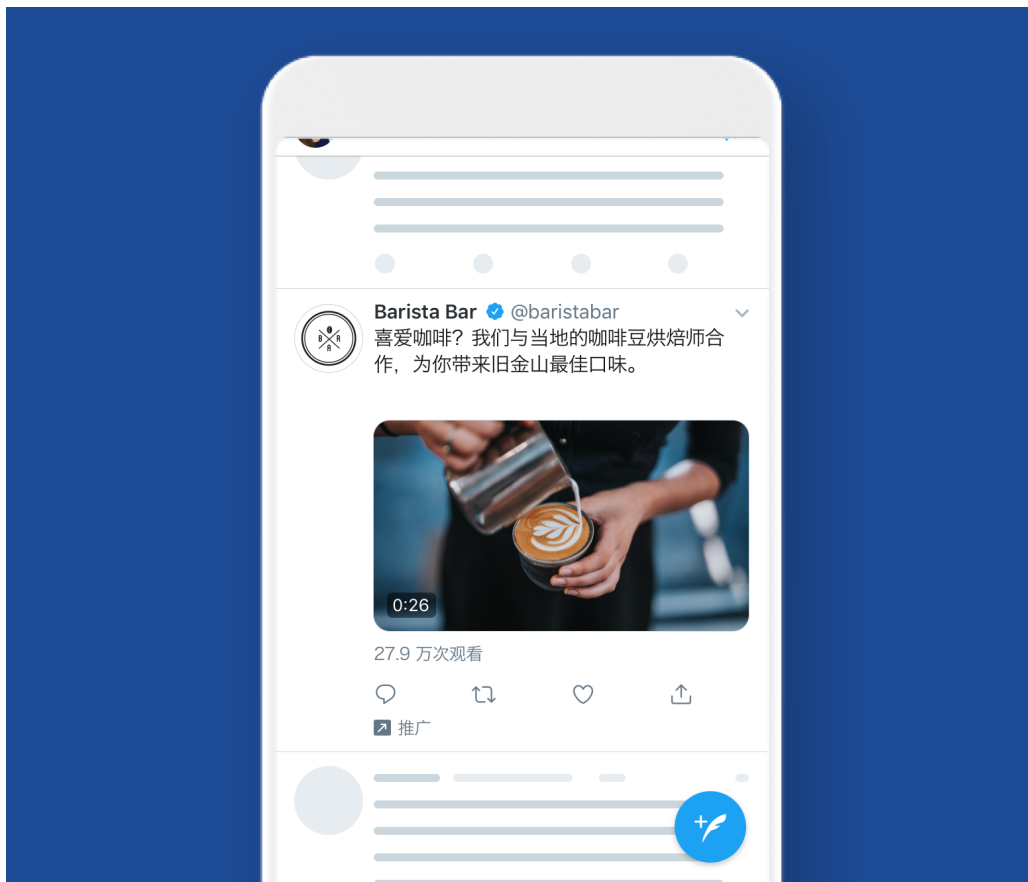 Barista Bar @baristabar
喜爱咖啡？我们与当地的咖啡豆烘焙师合
作，为你带来旧金山最佳口味。
B A R
0:26
27.9 万次观看
推广